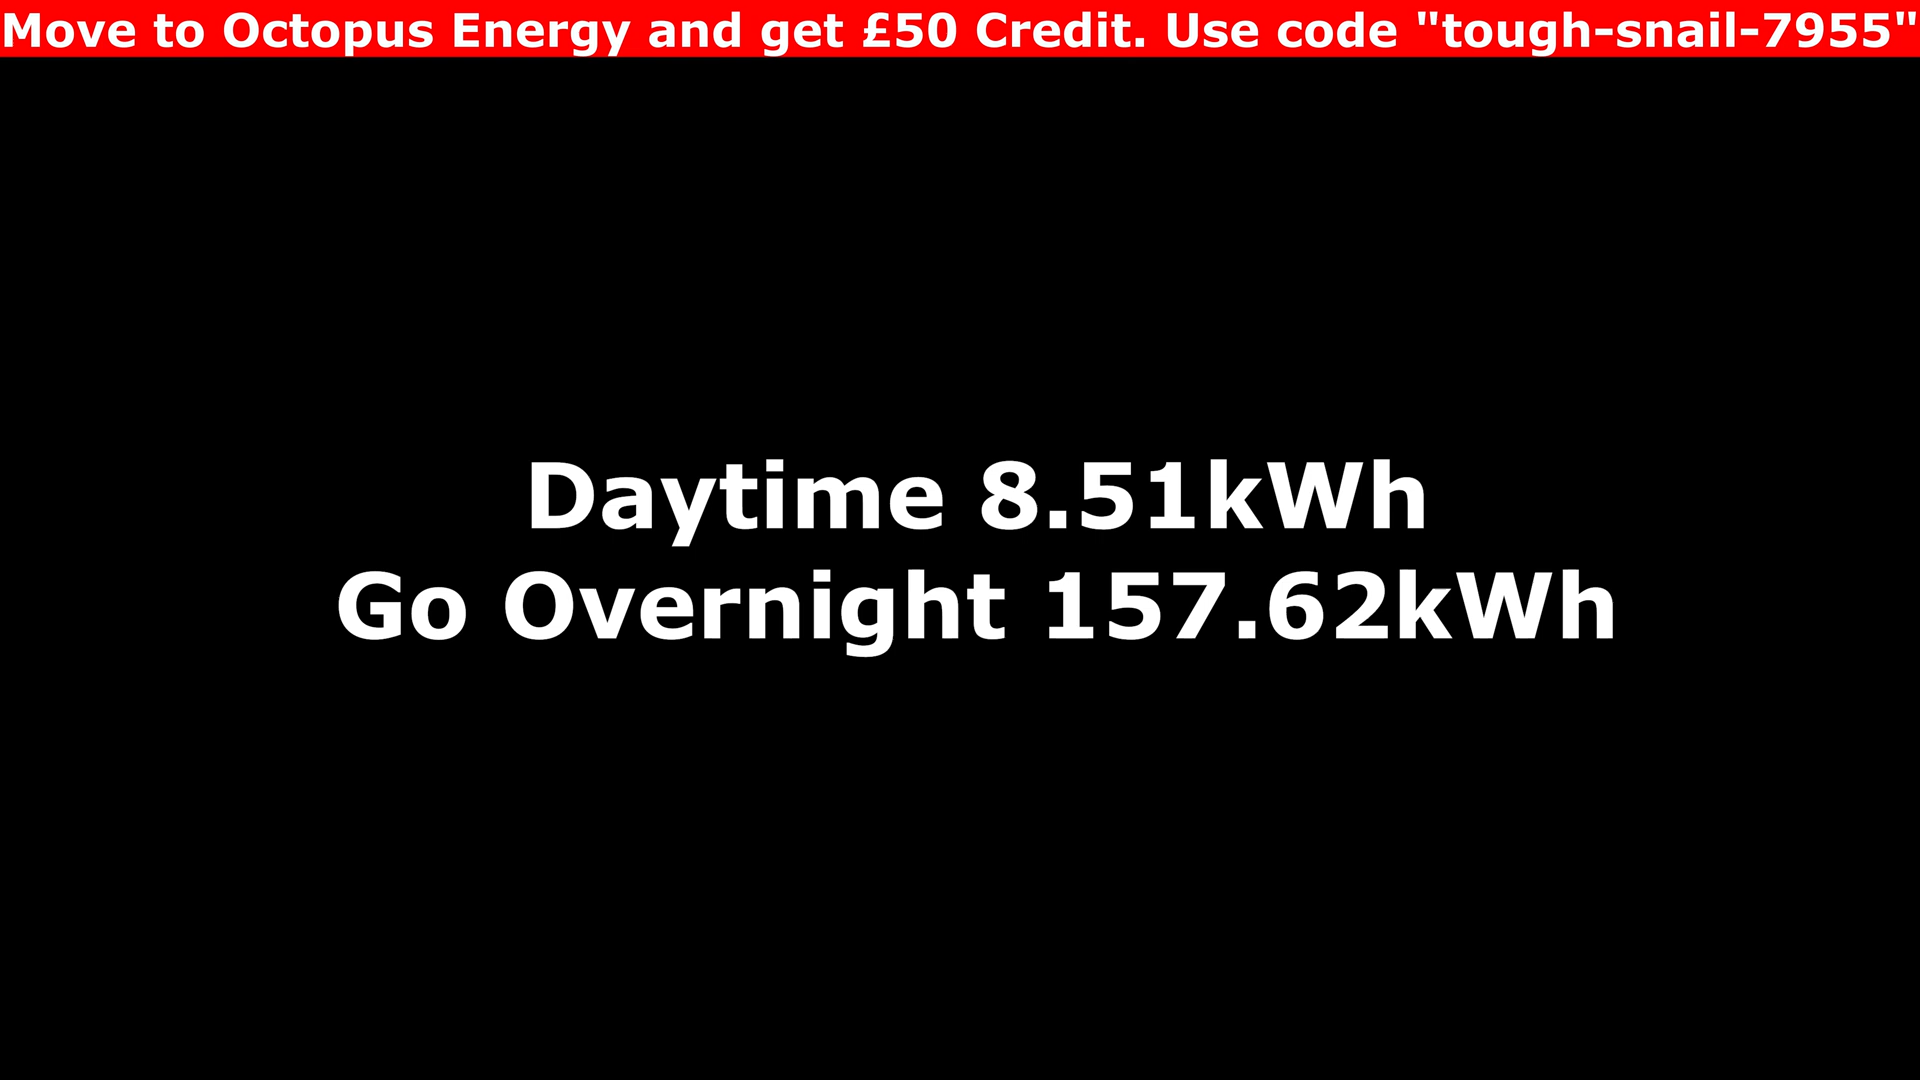 Move to Octopus Energy and get £50 Credit. Use code "tough-snail-7955"
Daytime 8.51kWh
Go Overnight 157.62kWh